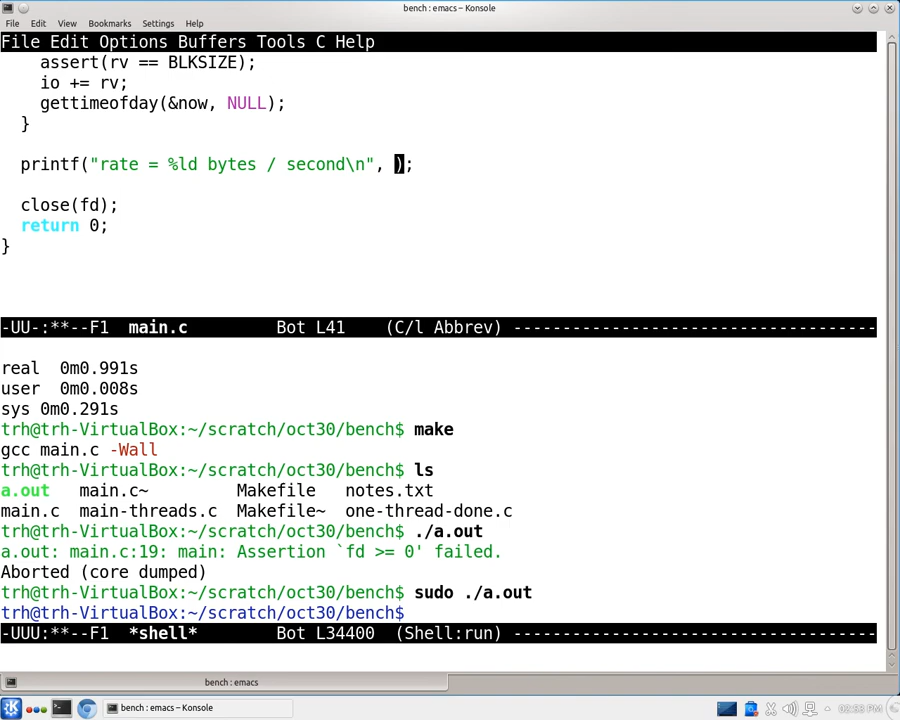 bench : emacs – Konsole
File Edit View Bookmarks Settings Help
File Edit Options Buffers Tools C Help
    assert(rv == BLKSIZE);
    io += rv;
    gettimeofday(&now, NULL);
  }
  printf("rate = %ld bytes / second\n", );
  close(fd);
  return 0;
}
-UU-:**--F1  main.c         Bot L41    (C/l Abbrev) -------------------------------------
real  0m0.991s
user  0m0.008s
sys 0m0.291s
trh@trh-VirtualBox:~/scratch/oct30/bench$ make
gcc main.c -Wall
trh@trh-VirtualBox:~/scratch/oct30/bench$ ls
a.out   main.c~         Makefile   notes.txt
main.c  main-threads.c  Makefile~  one-thread-done.c
trh@trh-VirtualBox:~/scratch/oct30/bench$ ./a.out
a.out: main.c:19: main: Assertion `fd >= 0' failed.
Aborted (core dumped)
trh@trh-VirtualBox:~/scratch/oct30/bench$ sudo ./a.out
trh@trh-VirtualBox:~/scratch/oct30/bench$
-UUU:**--F1  *shell*        Bot L34400  (Shell:run) -------------------------------------
bench : emacs
bench : emacs – Konsole
02:53 PM